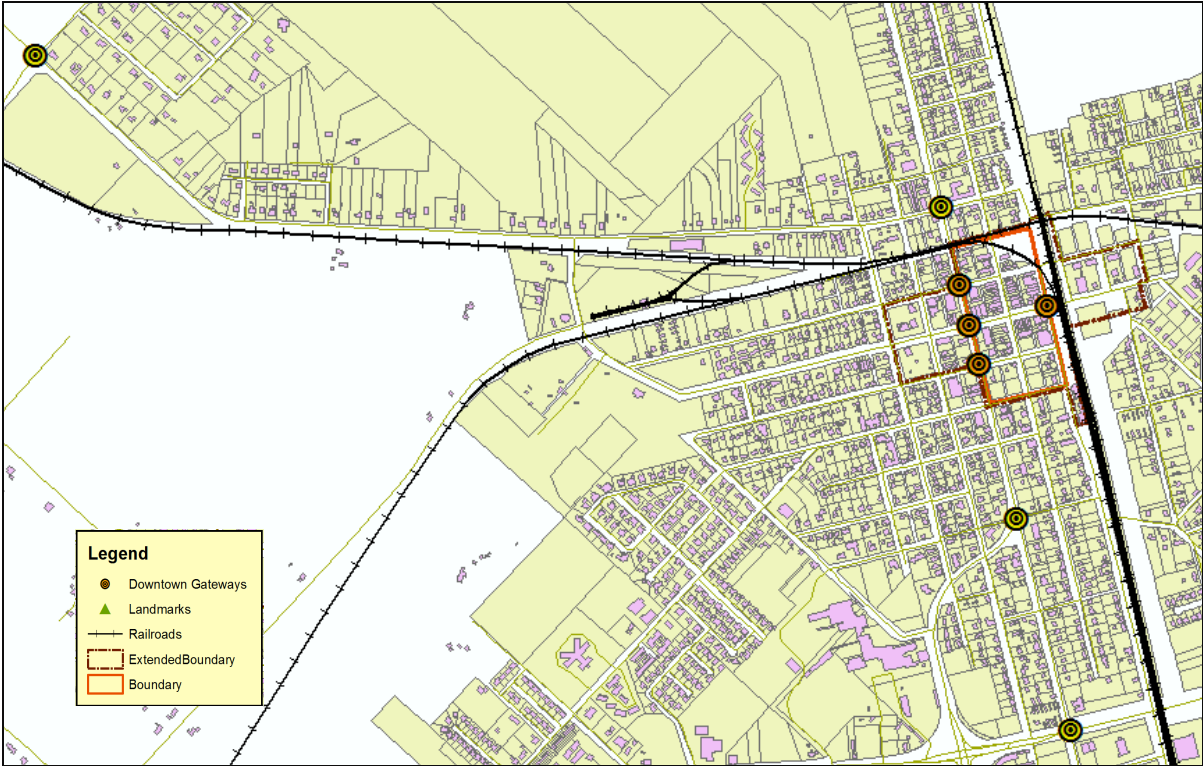 Legend
Downtown Gateways
Landmarks
Railroads
ExtendedBoundary
Boundary